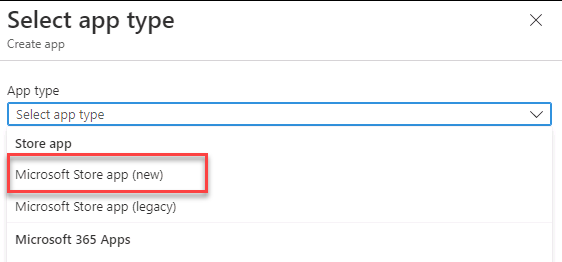 Select app type
Create app
App type
Select app type
Store app
Microsoft Store app (new)
Microsoft Store app (legacy)
Microsoft 365 Apps